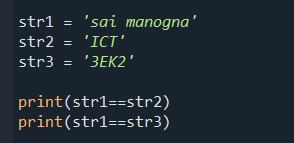 str1 = 'sai manogna'
str2 = 'ICT'
str3 = '3EK2'
print(str1==str2)
print(str1==str3)